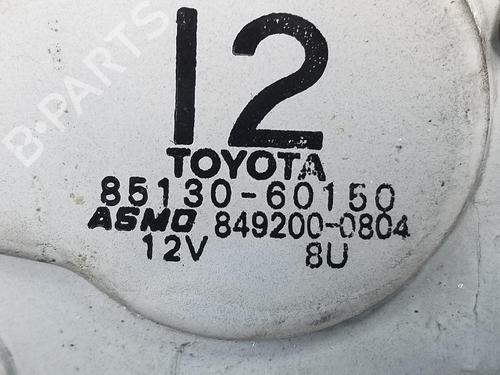 12
TOYOTA
85130-60150
ASMO 849200-0804
12V 8U
B-PARTS